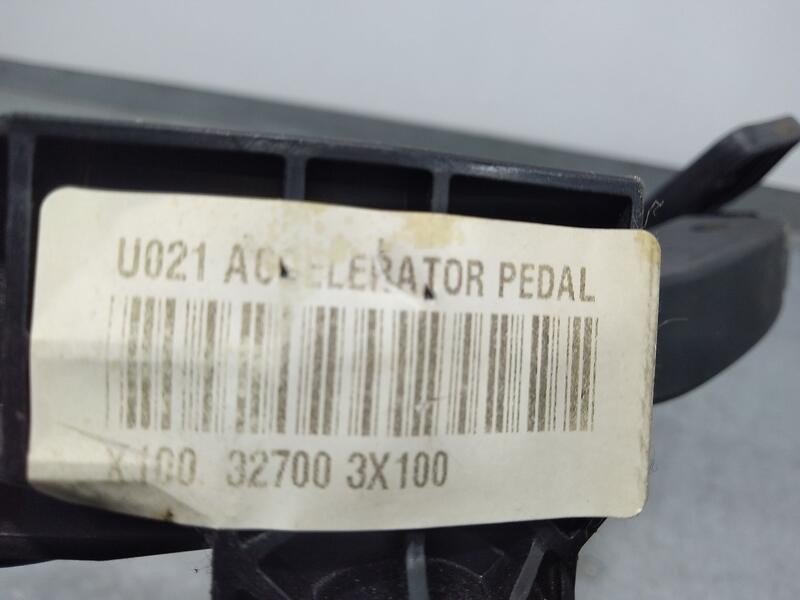 U021 ACCELERATOR PEDAL
X100 32700 3X100